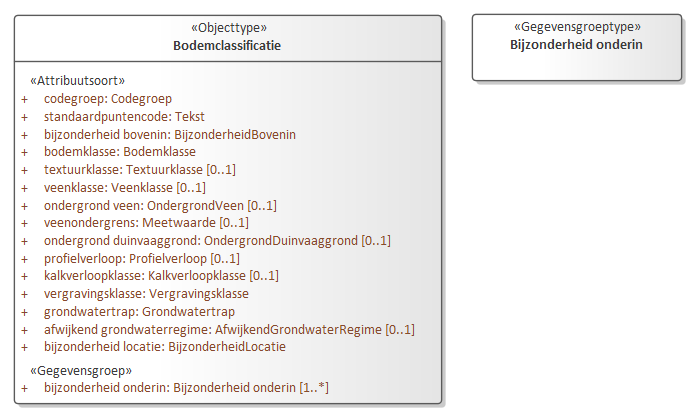 «Objecttype»
Bodemclassificatie
«Attribuutsoort»
+ codegroep: Codegroep
+ standaardpuntencode: Tekst
+ bijzonderheid bovenin: BijzonderheidBovenin
+ bodemklasse: Bodemklasse
+ textuurklasse: Textuurklasse [0..1]
+ veenklasse: Veenklasse [0..1]
+ ondergrond veen: OndergrondVeen [0..1]
+ veenondergrens: Meetwaarde [0..1]
+ ondergrond duinvaaggrond: OndergrondDuinvaaggrond [0..1]
+ profielverloop: Profielverloop [0..1]
+ kalkverloopklasse: Kalkverloopklasse [0..1]
+ vergravingsklasse: Vergravingsklasse
+ grondwatertrap: Grondwatertrap
+ afwijkend grondwaterregime: AfwijkendGrondwaterRegime [0..1]
+ bijzonderheid locatie: BijzonderheidLocatie
«Gegevensgroep»
+ bijzonderheid onderin: Bijzonderheid onderin [1..*]
«Gegevensgroeptype»
Bijzonderheid onderin